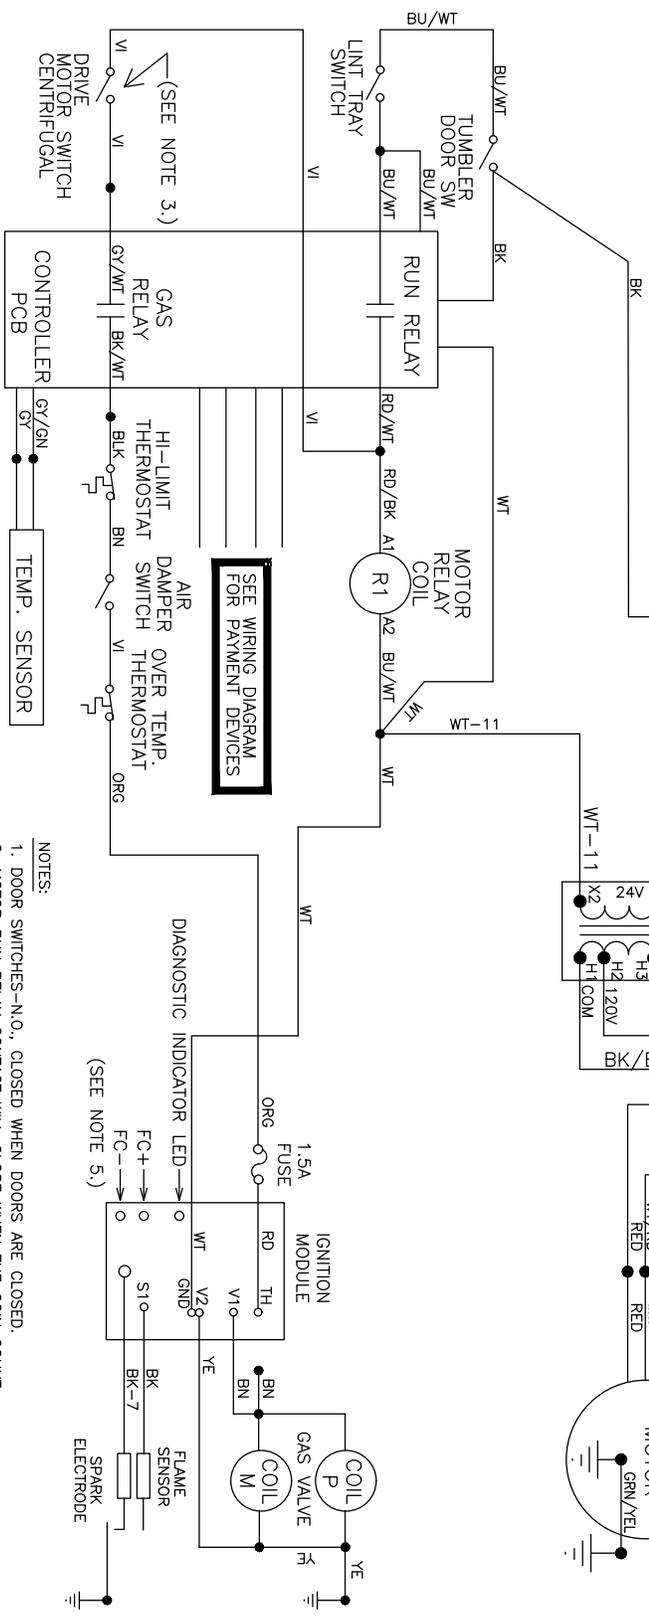 BU/WT
BU/WT
TUMBLER
DOOR SW
BK
BK
LINT TRAY
SWITCH
BU/WT
BU/WT
VI
DRIVE
MOTOR SWITCH
CENTRIFUGAL
VI
VI
(SEE NOTE 3.)
RUN RELAY
GAS
RELAY
GY/WT
BK/WT
CONTROLLER
PCB
RD/WT
RD/BK
VI
WT
MOTOR
RELAY
COIL
A1
R1
A2
BU/WT
WT
WT-11
WT
WT
WT-11
BLK
HI-LIMIT
THERMOSTAT
BN
AIR
DAMPER
SWITCH
VI
OVER TEMP.
THERMOSTAT
ORG
GY/GN
GY
TEMP. SENSOR
SEE WIRING DIAGRAM
FOR PAYMENT DEVICES
X2
24V
H1
H2
H3
COM
120V
RED
RED
GRN/YEL
DIAGNOSTIC INDICATOR LED
FC+
FC-
(SEE NOTE 5.)
ORG
1.5A
FUSE
IGNITION
MODULE
RD
TH
WT
V1
V2
GND
S1
YE
BN
BN
BK
BK-7
GAS VALVE
COIL
P
COIL
M
YE
YE
FLAME
SENSOR
SPARK
ELECTRODE
NOTES:
1. DOOR SWITCHES-N.O., CLOSED WHEN DOORS ARE CLOSED.